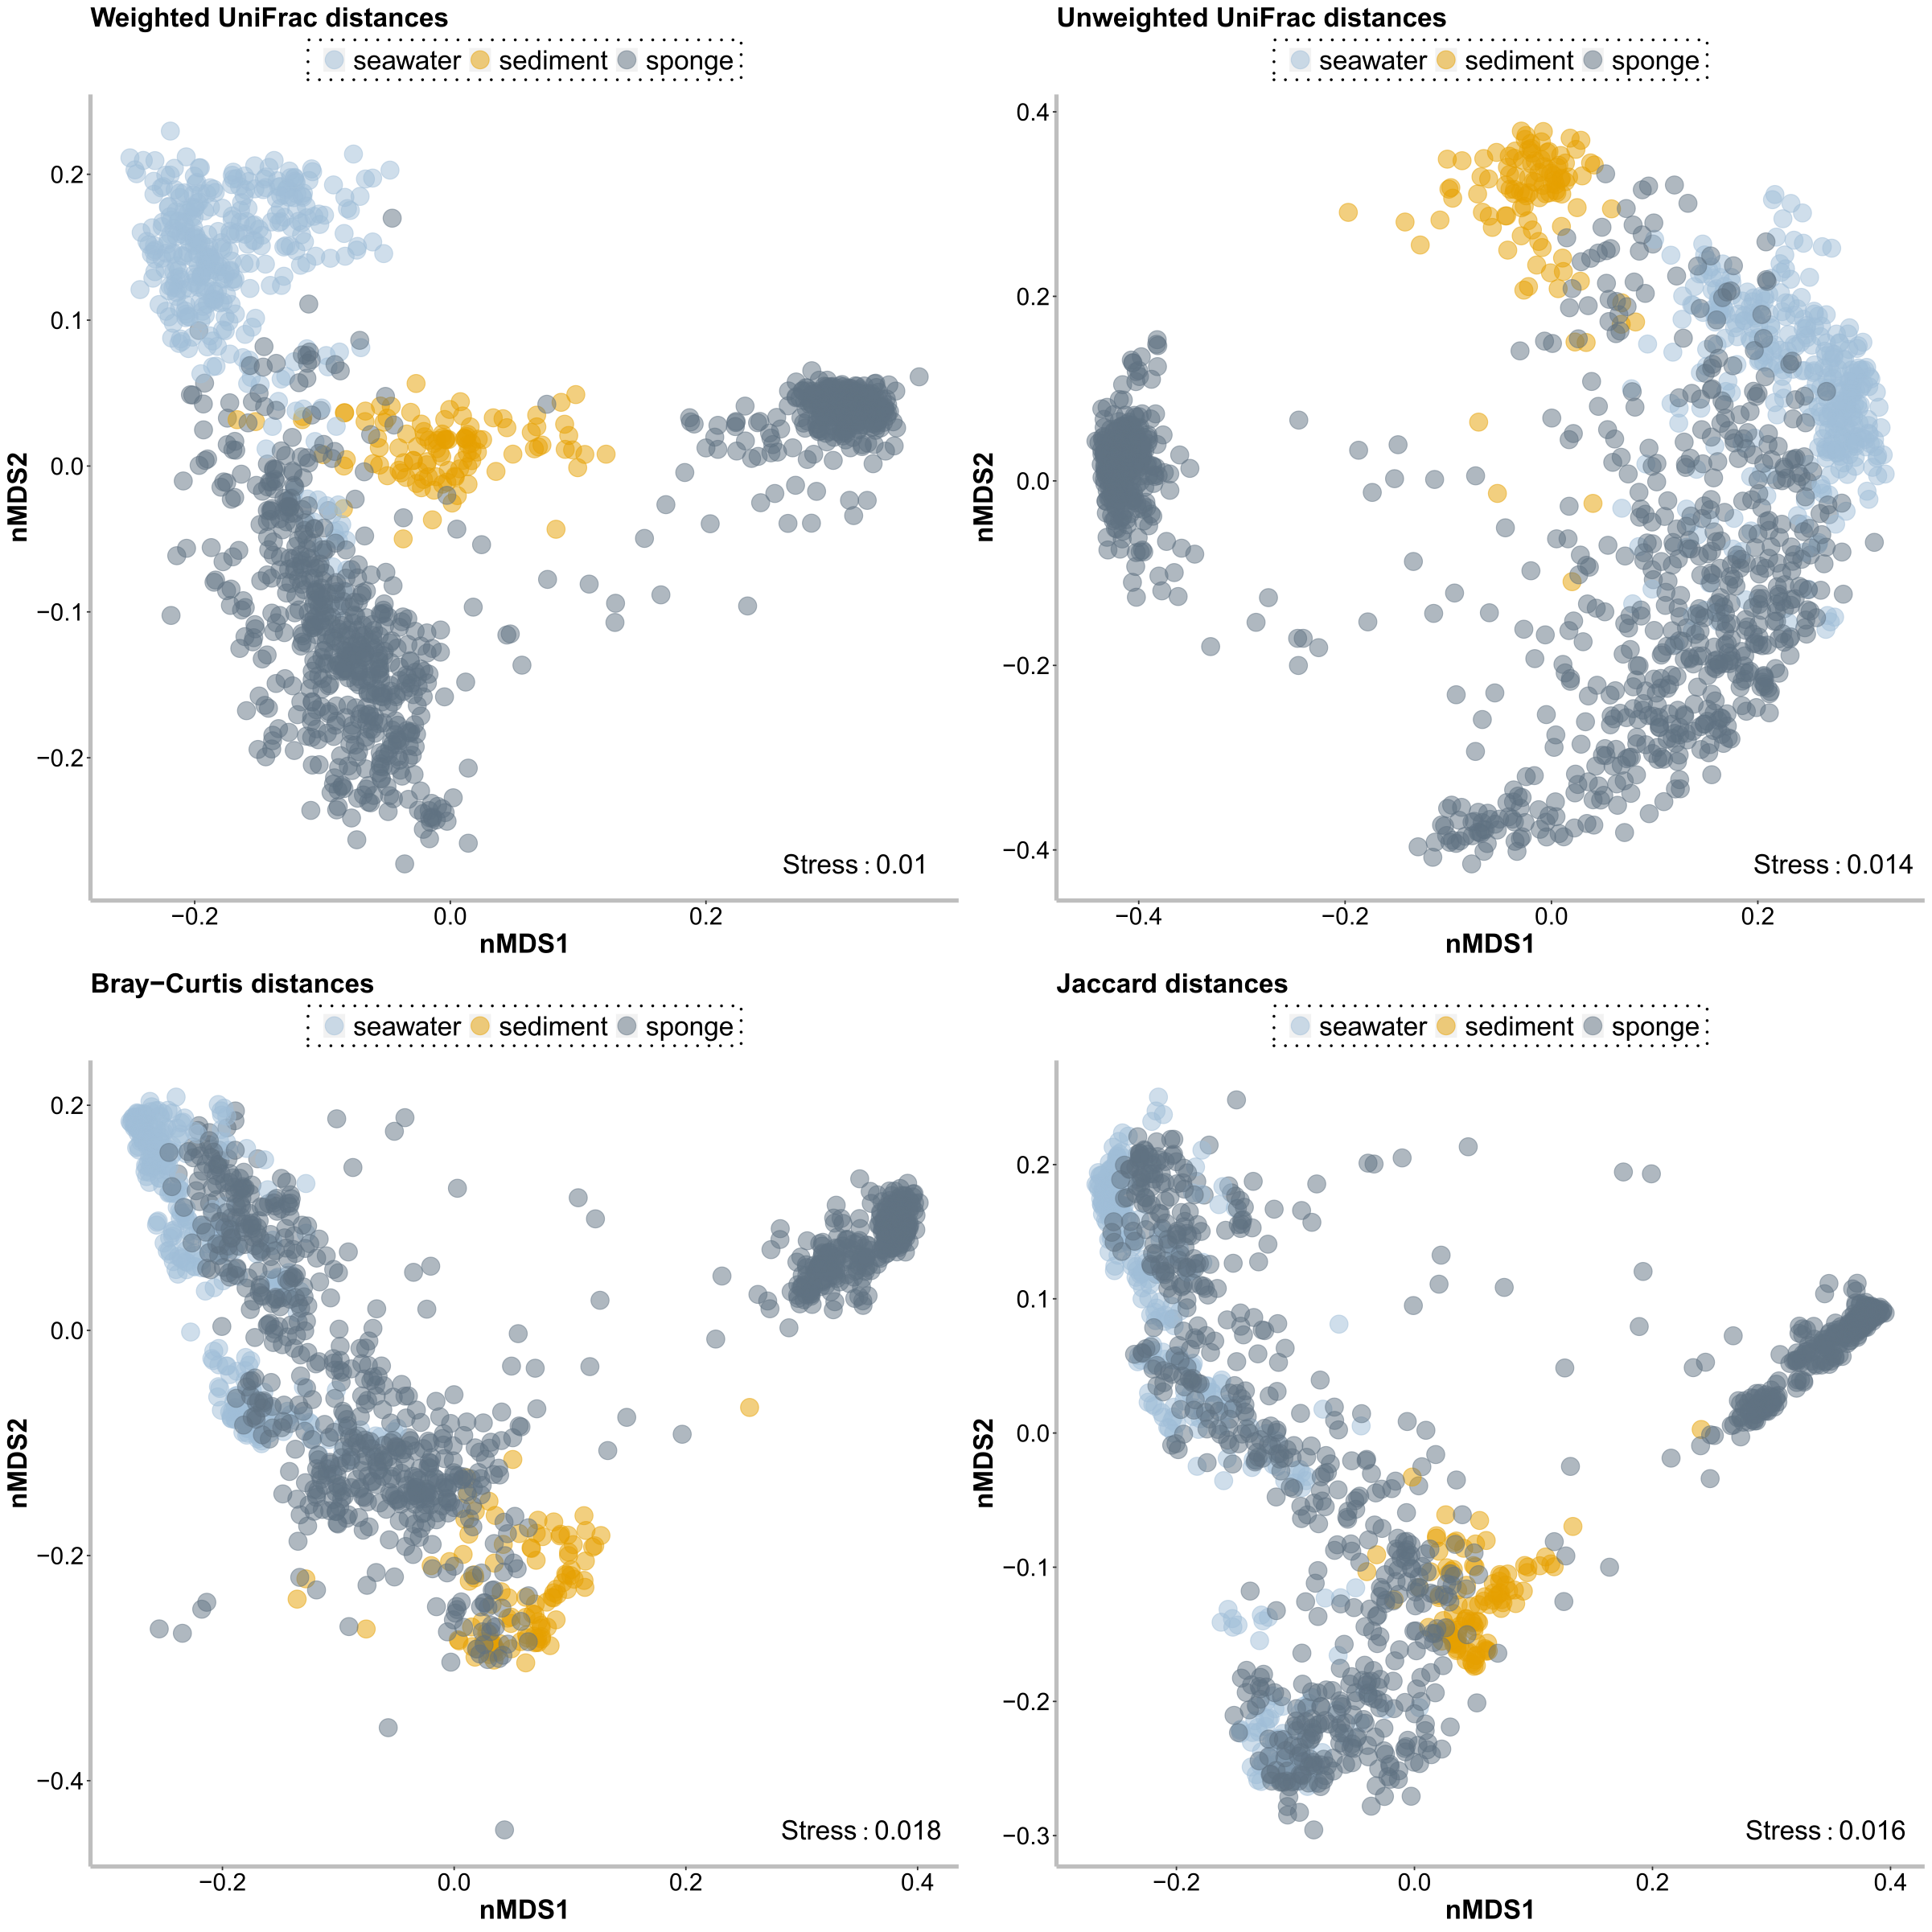 Weighted UniFrac distances
seawater sediment sponge
0.2
0.1
0.0
−0.1
−0.2
nMDS2
−0.2 0.0 0.2
nMDS1
Stress : 0.01
Unweighted UniFrac distances
seawater sediment sponge
0.4
0.2
0.0
−0.2
−0.4
nMDS2
−0.4 −0.2 0.0 0.2
nMDS1
Stress : 0.014
Bray−Curtis distances
seawater sediment sponge
0.2
0.0
−0.2
−0.4
nMDS2
−0.2 0.0 0.2 0.4
nMDS1
Stress : 0.018
Jaccard distances
seawater sediment sponge
0.2
0.1
0.0
−0.1
−0.2
−0.3
nMDS2
−0.2 0.0 0.2 0.4
nMDS1
Stress : 0.016